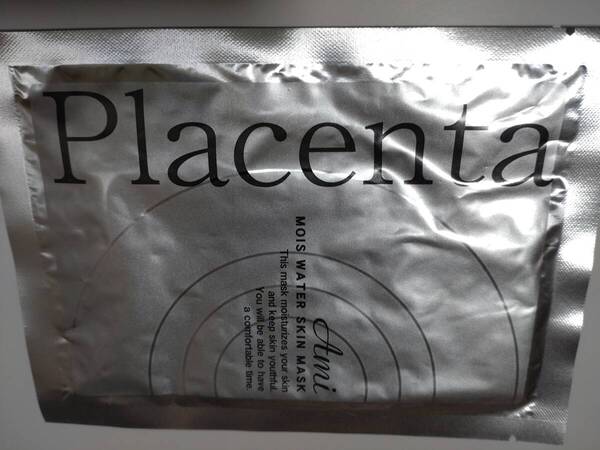 Placenta
Ami
MOIS WATER SKIN MASK
This mask moisturizes your skin
and keep skin youthful.
You will be able to have
a comfortable time.